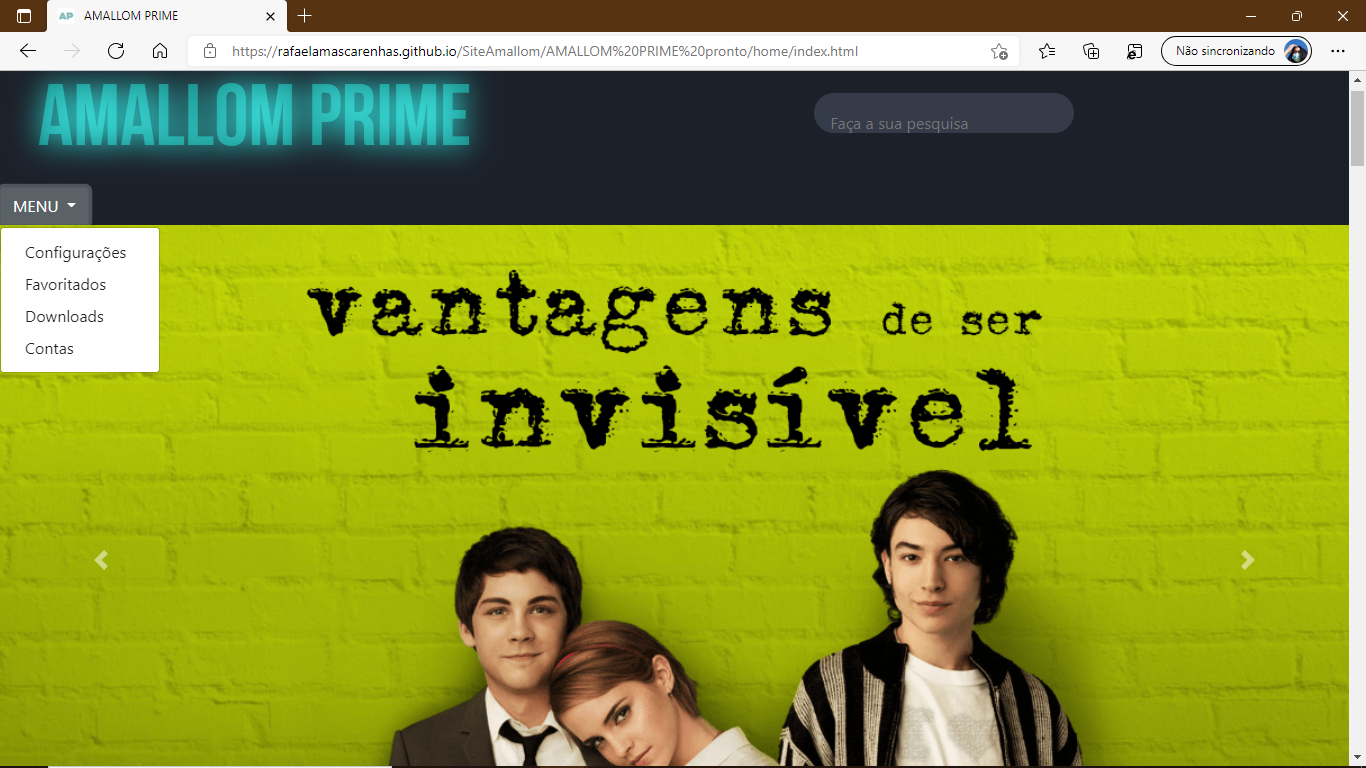 AP AMALLOM PRIME
https://rafaelamascarenhas.github.io/SiteAmallom/AMALLOM%20PRIME%20pronto/home/index.html
Não sincronizando
AMALLOM PRIME
Faça a sua pesquisa
MENU
Configurações
Favoritados
Downloads
Contas
vantagens de ser
invisível